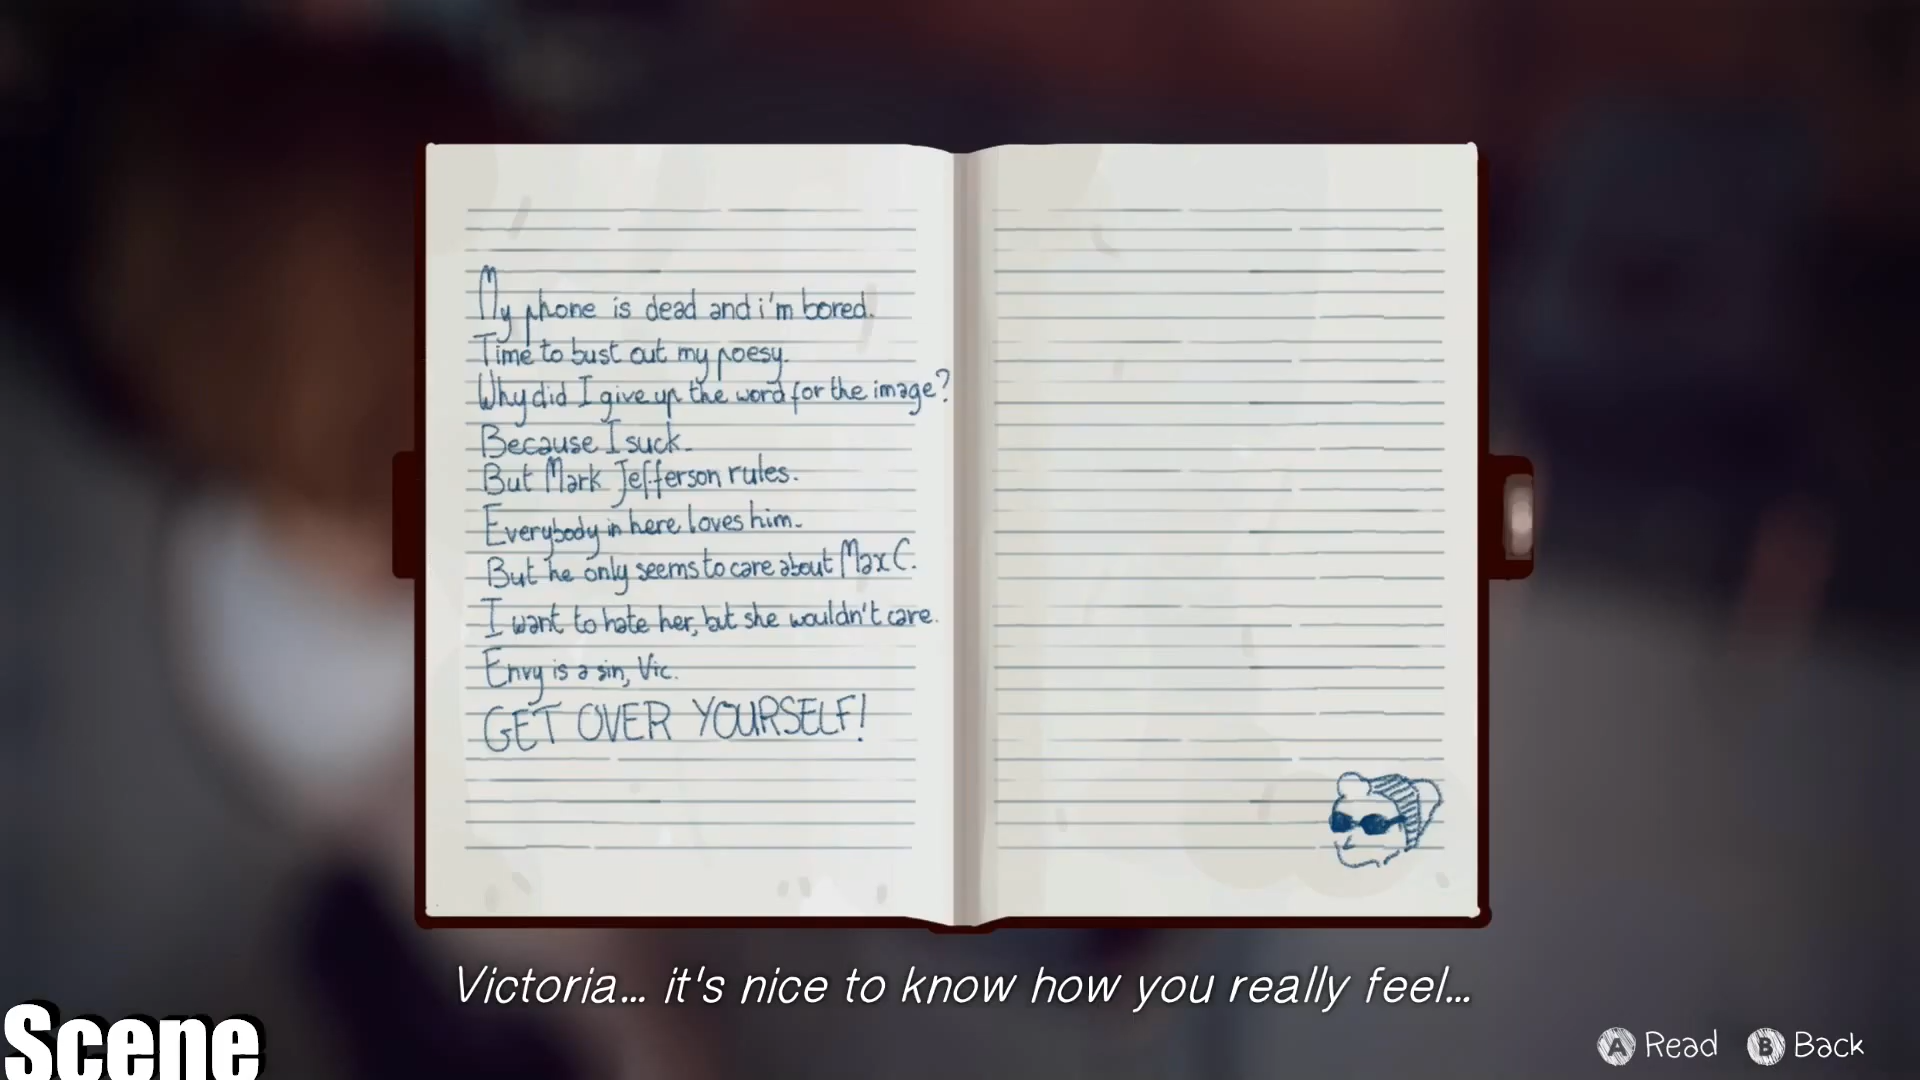 My phone is dead and i'm bored.
Time to bust out my poesy.
Why did I give up the word for the image?
Because I suck.
But Mark Jefferson rules.
Everybody in here loves him.
But he only seems to care about Max C.
I want to hate her, but she wouldn't care.
Envy is a sin, Vic.
GET OVER YOURSELF!
Victoria... it's nice to know how you really feel...
Scene
A Read B Back